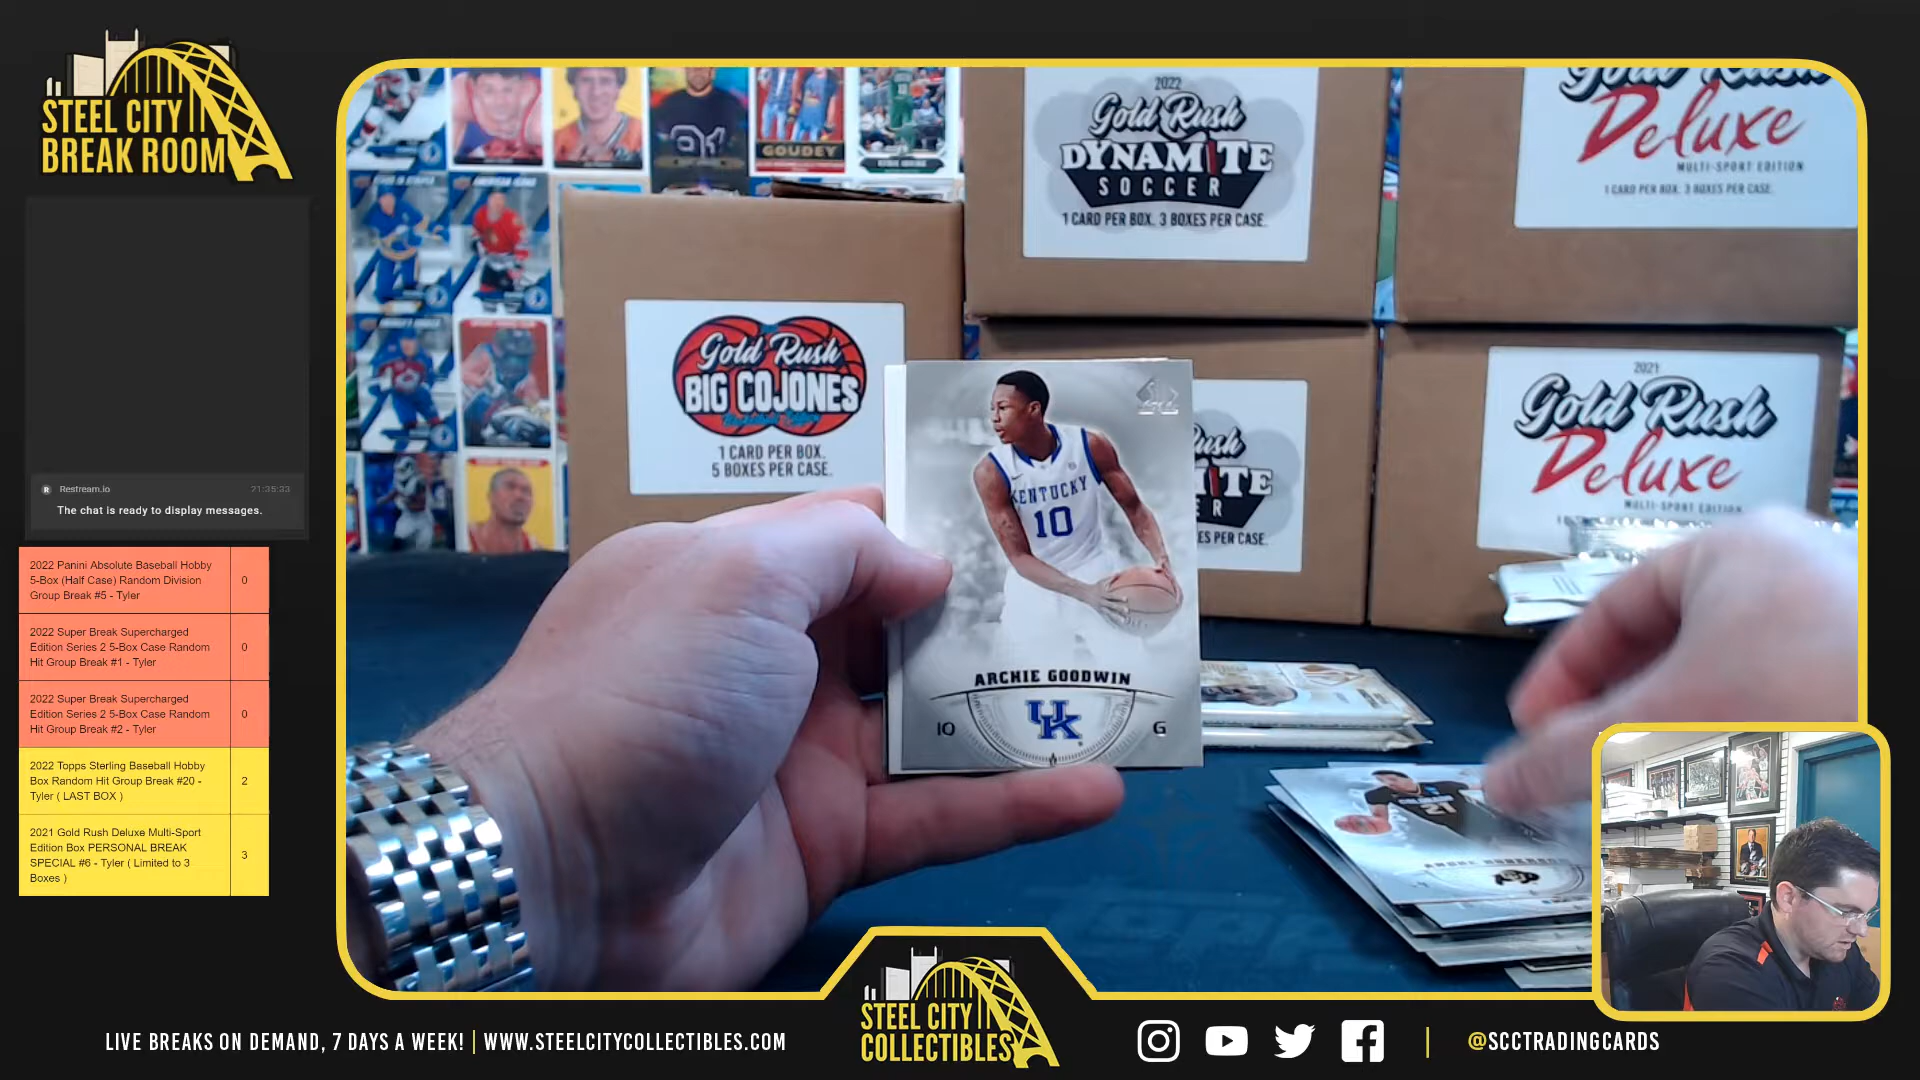 STEEL CITY
BREAK ROOM
Restream.io
21:35:33
The chat is ready to display messages.
2022 Panini Absolute Baseball Hobby
5-Box (Half Case) Random Division
Group Break #5 - Tyler
0
2022 Super Break Supercharged
Edition Series 2 5-Box Case Random
Hit Group Break #1 - Tyler
0
2022 Super Break Supercharged
Edition Series 2 5-Box Case Random
Hit Group Break #2 - Tyler
0
2022 Topps Sterling Baseball Hobby
Box Random Hit Group Break #20 -
Tyler ( LAST BOX )
2
2021 Gold Rush Deluxe Multi-Sport
Edition Box PERSONAL BREAK
SPECIAL #6 - Tyler ( Limited to 3
Boxes )
3
GOUDEY
2022
Gold Rush
DYNAMITE
SOCCER
1 CARD PER BOX. 3 BOXES PER CASE.
Gold Rush
Deluxe
MULTI-SPORT EDITION
1 CARD PER BOX. 3 BOXES PER CASE.
Gold Rush
BIG COJONES
1 CARD PER BOX.
5 BOXES PER CASE.
2021
Gold Rush
Deluxe
MULTI-SPORT EDITION
KENTUCKY
10
ARCHIE GOODWIN
10
UK
G
21
LIVE BREAKS ON DEMAND, 7 DAYS A WEEK! | WWW.STEELCITYCOLLECTIBLES.COM
STEEL CITY
COLLECTIBLES
@SCCTRADINGCARDS